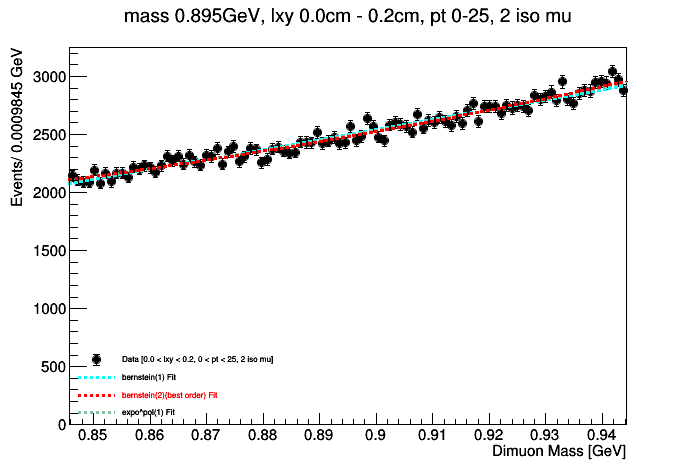 mass 0.895GeV, lxy 0.0cm - 0.2cm, pt 0-25, 2 iso mu
Events/ 0.0009845 GeV
3000
2500
2000
1500
1000
500
0
Data [0.0 < lxy < 0.2, 0 < pt < 25, 2 iso mu]
bernstein(1) Fit
bernstein(2)(best order) Fit
expo^pol(1) Fit
0.85 0.86 0.87 0.88 0.89 0.9 0.91 0.92 0.93 0.94
Dimuon Mass [GeV]